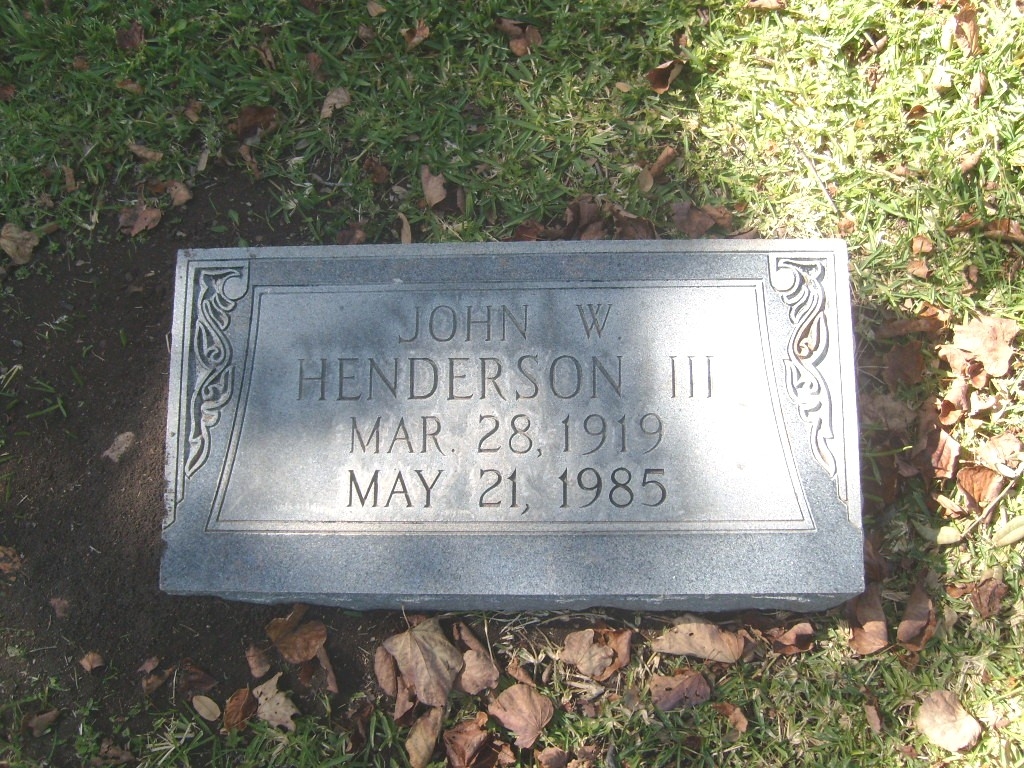 JOHN W.
HENDERSON III
MAR. 28, 1919
MAY 21, 1985